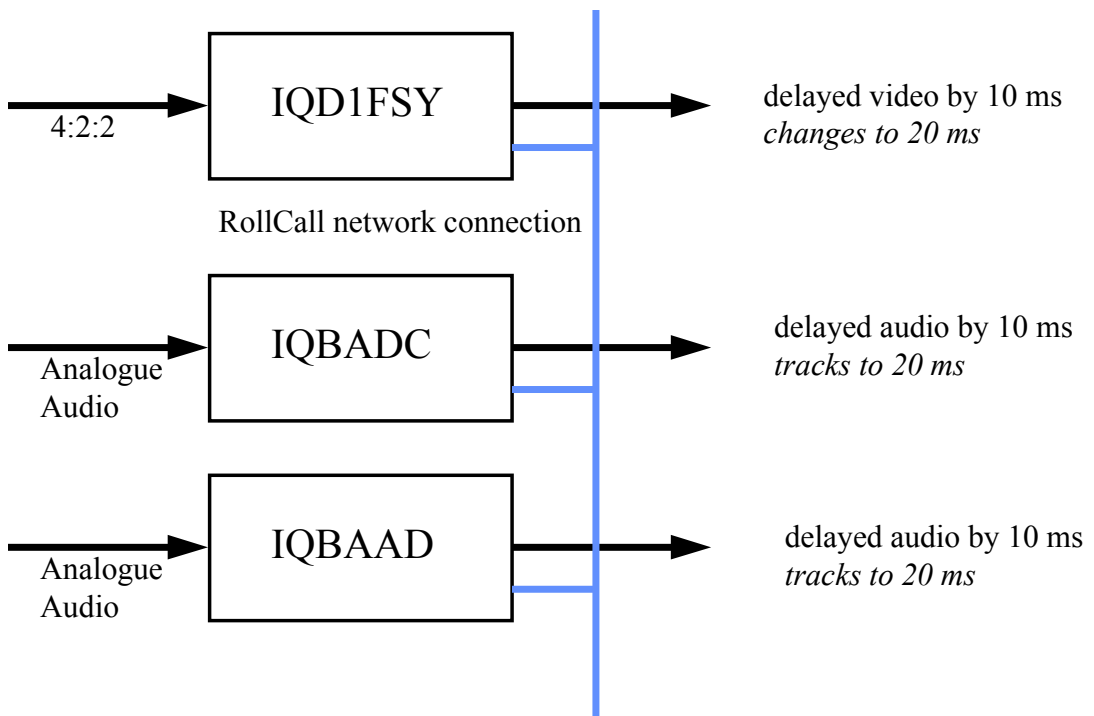 IQD1FSY
4:2:2
delayed video by 10 ms
changes to 20 ms
RollCall network connection
IQBADC
Analogue
Audio
delayed audio by 10 ms
tracks to 20 ms
IQBAAD
Analogue
Audio
delayed audio by 10 ms
tracks to 20 ms